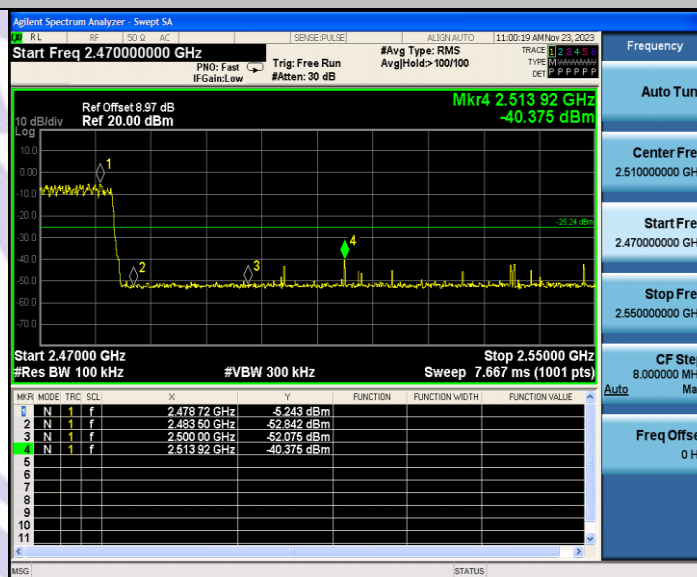 Agilent Spectrum Analyzer - Swept SA
RL RF 50 Ω AC SENSE:PULSE ALIGN AUTO 11:00:19 AM Nov 23, 2023
Start Freq 2.470000000 GHz
PNO: Fast
IFGain:Low
Trig: Free Run
#Atten: 30 dB
#Avg Type: RMS
Avg|Hold:>100/100
TRACE 1 2 3 4 5 6
TYPE M
DET P P P P P P
Mkr4 2.513 92 GHz
-40.375 dBm
Ref Offset 8.97 dB
Ref 20.00 dBm
10 dB/div
Log
10.0
0.00
-10.0
-20.0
-30.0
-40.0
-50.0
-60.0
-70.0
1
2
3
4
-25.24 dBm
Start 2.47000 GHz
Stop 2.55000 GHz
#Res BW 100 kHz
#VBW 300 kHz
Sweep 7.667 ms (1001 pts)
MKR MODE TRC SCL X Y FUNCTION FUNCTION WIDTH FUNCTION VALUE
1 N 1 f 2.478 72 GHz -5.243 dBm
2 N 1 f 2.483 50 GHz -52.842 dBm
3 N 1 f 2.500 00 GHz -52.075 dBm
4 N 1 f 2.513 92 GHz -40.375 dBm
5
6
7
8
9
10
11
MSG
STATUS
Frequency
Auto Tun
Center Fre
2.510000000 GH
Start Fre
2.470000000 GH
Stop Fre
2.550000000 GH
CF Ste
8.000000 MH
Auto Ma
Freq Offse
0 H